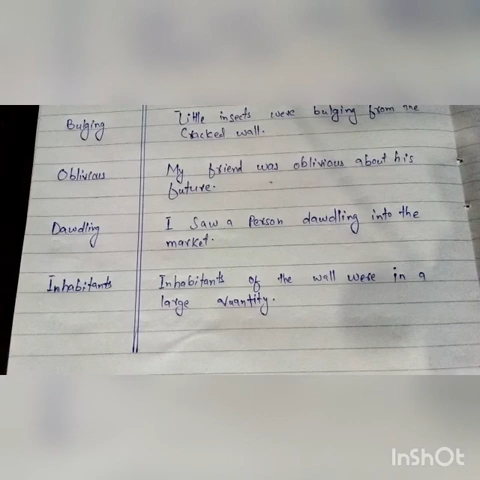 Bulging Little insects were bulging from the
Cracked wall.
Oblivious My friend was oblivious about his
future.
Dawdling I Saw a Person dawdling into the
market.
Inhabitants Inhabitants of the wall were in a
large quantity.
InShOt